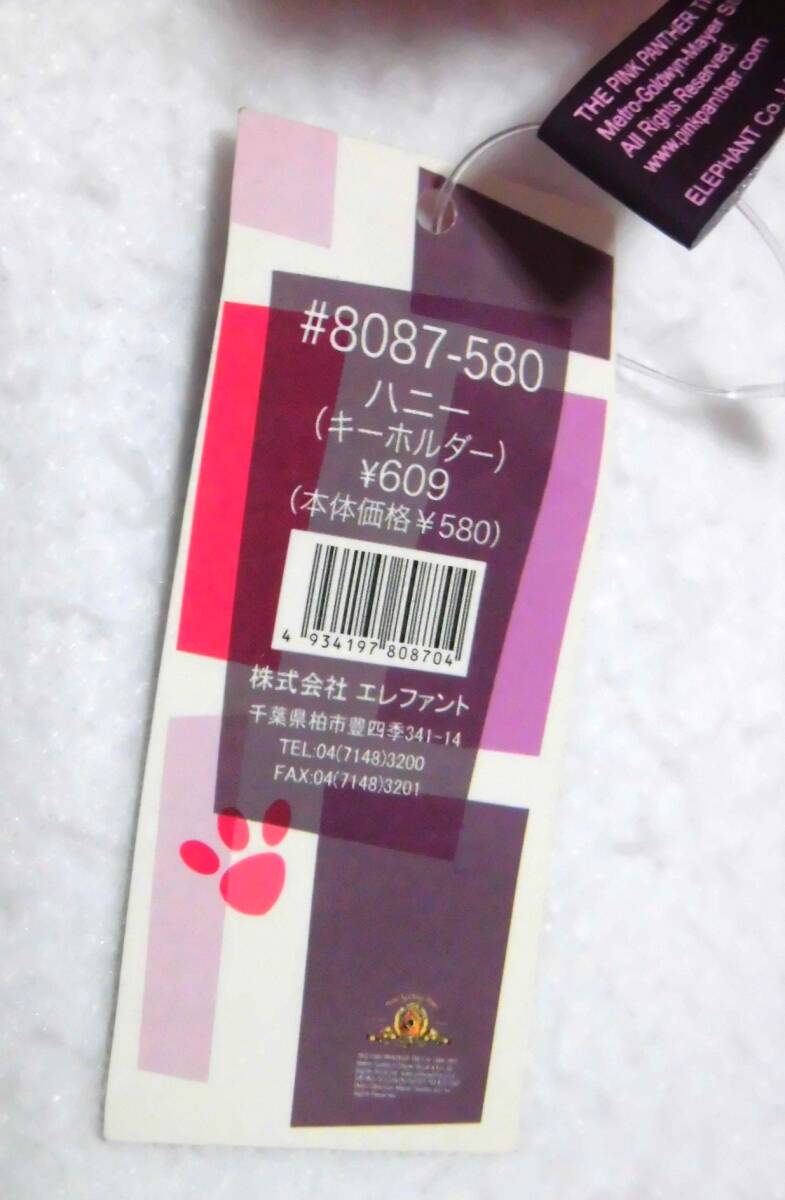 THE PINK PANTHER
Metro-Goldwyn-Mayer
All Rights Reserved.
www.pinkpanther.com
ELEPHANT Co.,
#8087-580
ハニー
(キーホルダー)
¥609
(本体価格¥580)
4 934197 808704
株式会社 エレファント
千葉県柏市豊四季341-14
TEL:04(7148)3200
FAX:04(7148)3201